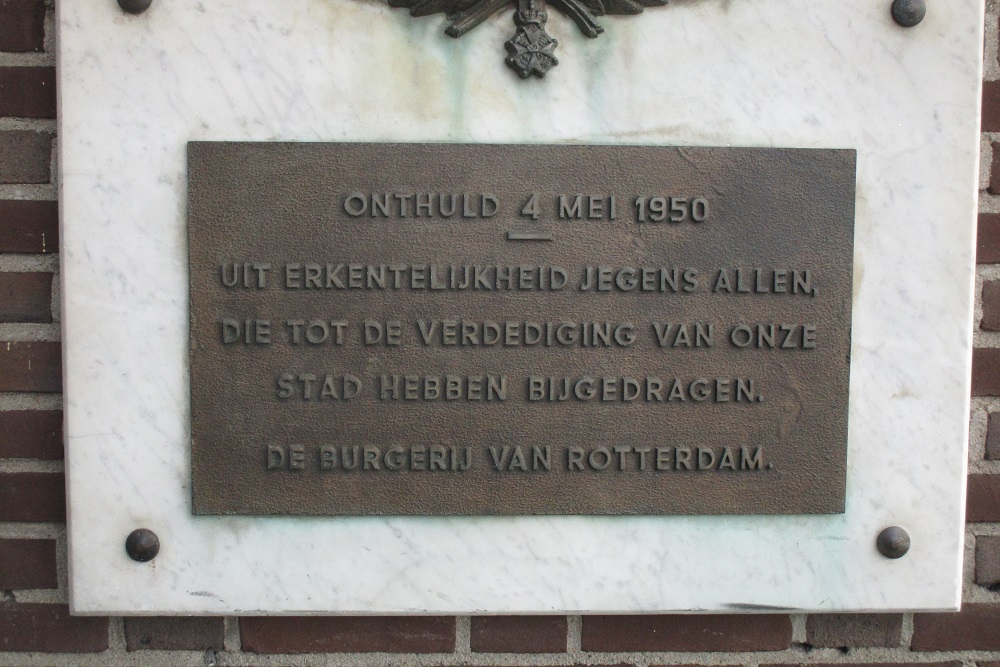 ONTHULD 4 MEI 1950
UIT ERKENTELIJKHEID JEGENS ALLEN,
DIE TOT DE VERDEDIGING VAN ONZE
STAD HEBBEN BIJGEDRAGEN.
DE BURGERIJ VAN ROTTERDAM.